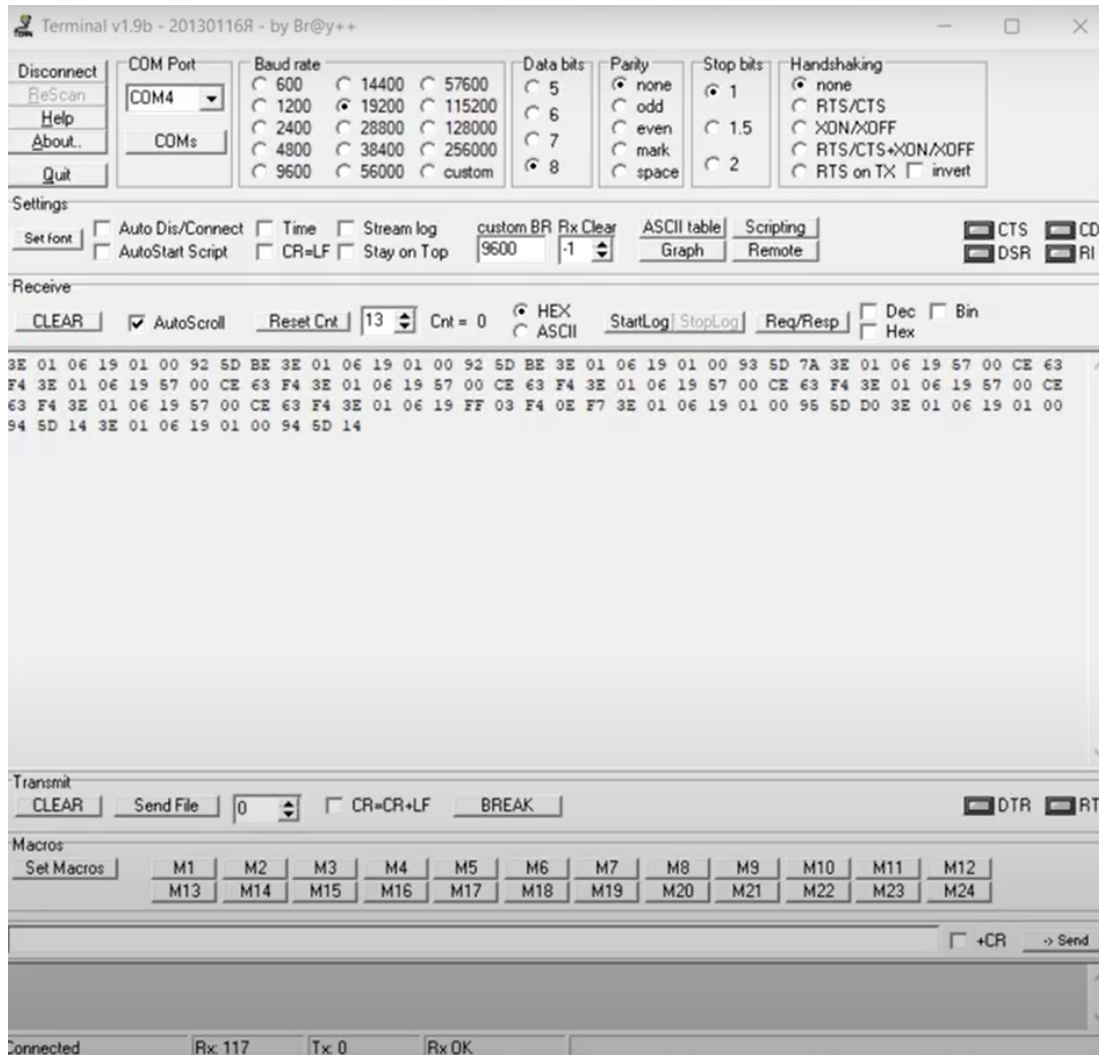 Terminal v1.9b - 20130116Я - by Br@y++
Disconnect
ReScan
Help
About..
Quit
COM Port
COM4
COMs
Baud rate
600 14400 57600
1200 19200 115200
2400 28800 128000
4800 38400 256000
9600 56000 custom
Data bits
5
6
7
8
Parity
none
odd
even
mark
space
Stop bits
1
1.5
2
Handshaking
none
RTS/CTS
XON/XOFF
RTS/CTS+XON/XOFF
RTS on TX invert
Settings
Set font
Auto Dis/Connect Time Stream log
AutoStart Script CR=LF Stay on Top
custom BR Rx Clear
9600 -1
ASCII table Scripting
Graph Remote
CTS CD
DSR RI
Receive
CLEAR AutoScroll Reset Cnt 13 Cnt = 0
HEX
ASCII
StartLog StopLog Req/Resp
Dec Bin
Hex
3E 01 06 19 01 00 92 5D BE 3E 01 06 19 01 00 92 5D BE 3E 01 06 19 01 00 93 5D 7A 3E 01 06 19 57 00 CE 63
F4 3E 01 06 19 57 00 CE 63 F4 3E 01 06 19 57 00 CE 63 F4 3E 01 06 19 57 00 CE 63 F4 3E 01 06 19 57 00 CE
63 F4 3E 01 06 19 57 00 CE 63 F4 3E 01 06 19 FF 03 F4 0E F7 3E 01 06 19 01 00 95 5D D0 3E 01 06 19 01 00
94 5D 14 3E 01 06 19 01 00 94 5D 14
Transmit
CLEAR Send File 0 CR=CR+LF BREAK
DTR RT
Macros
Set Macros
M1 M2 M3 M4 M5 M6 M7 M8 M9 M10 M11 M12
M13 M14 M15 M16 M17 M18 M19 M20 M21 M22 M23 M24
+CR -> Send
Connected Rx: 117 Tx: 0 Rx OK